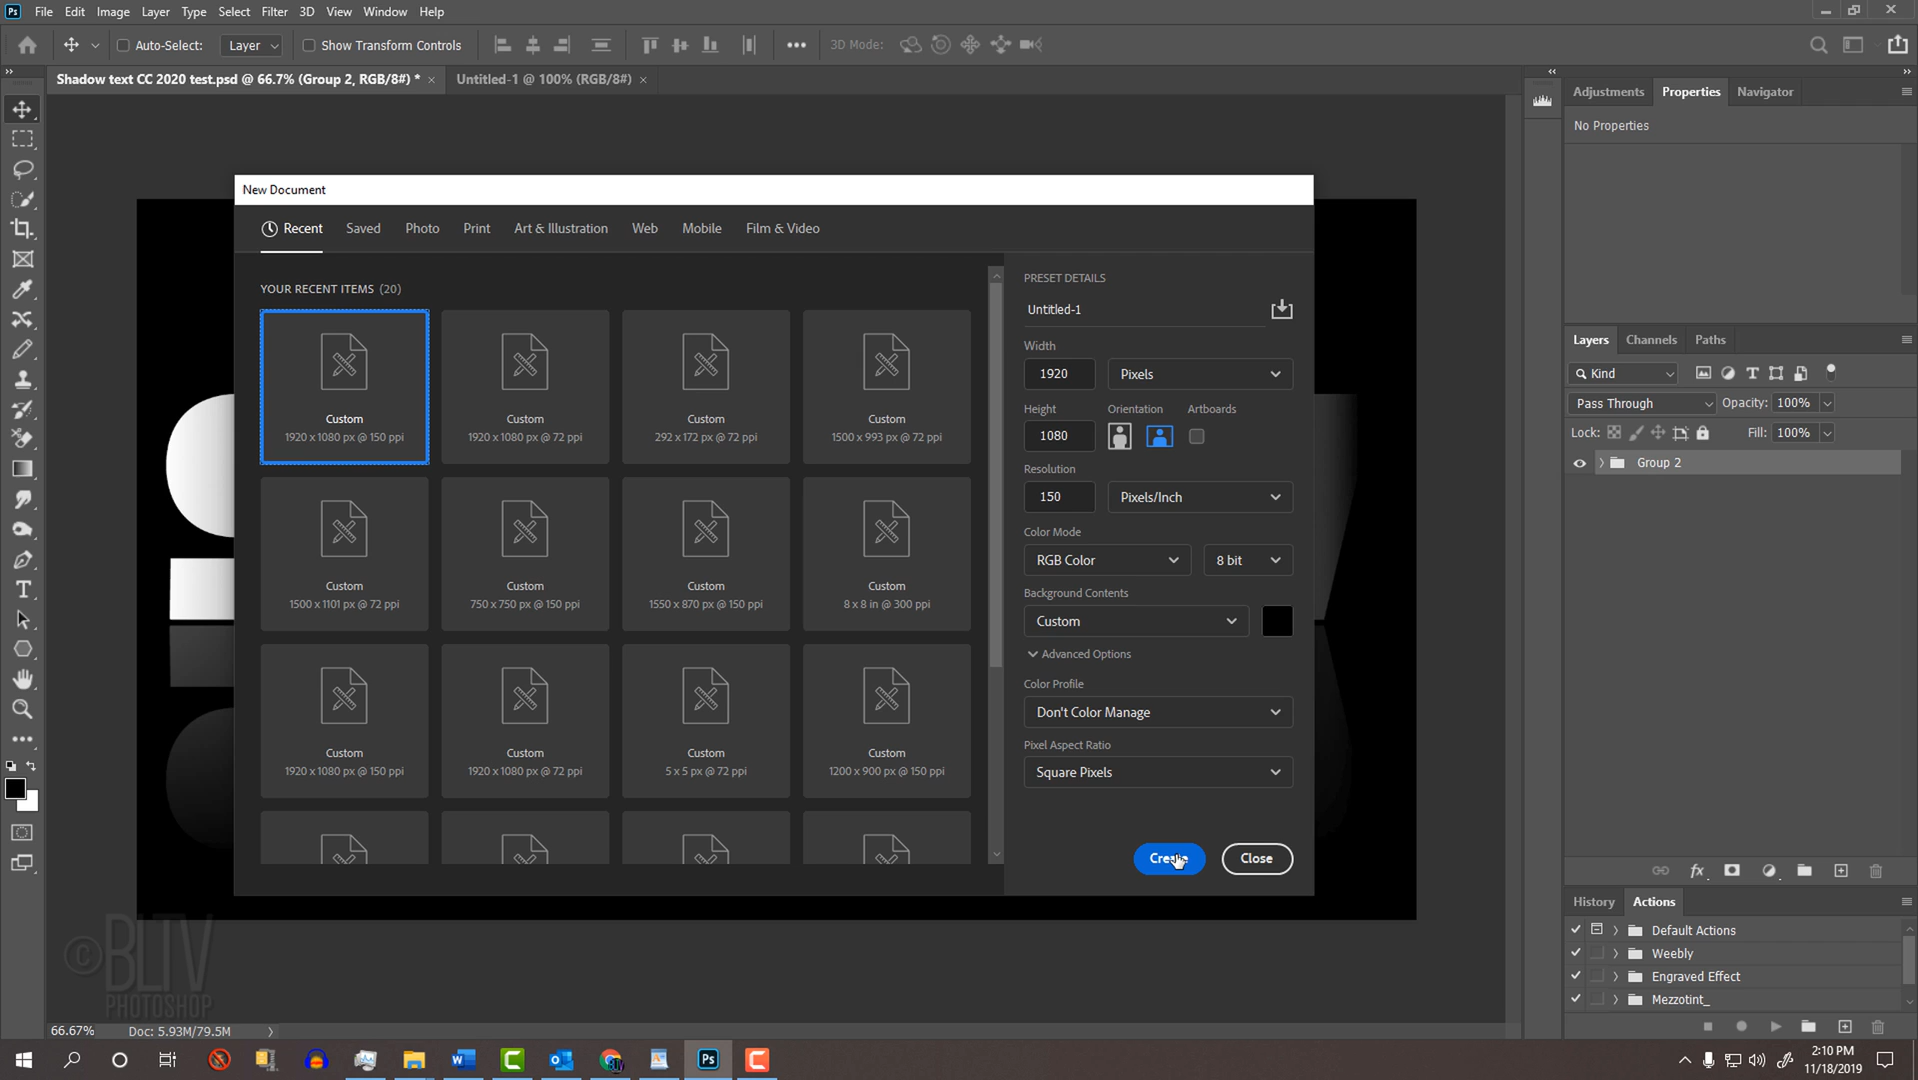 Ps File Edit Image Layer Type Select Filter 3D View Window Help
Auto-Select: Layer Show Transform Controls 3D Mode:
Shadow text CC 2020 test.psd @ 66.7% (Group 2, RGB/8#) * × Untitled-1 @ 100% (RGB/8#) ×
Adjustments Properties Navigator
No Properties
New Document
Recent Saved Photo Print Art & Illustration Web Mobile Film & Video
YOUR RECENT ITEMS (20)
Custom
1920 x 1080 px @ 150 ppi
Custom
1920 x 1080 px @ 72 ppi
Custom
292 x 172 px @ 72 ppi
Custom
1500 x 993 px @ 72 ppi
Custom
1500 x 1101 px @ 72 ppi
Custom
750 x 750 px @ 150 ppi
Custom
1550 x 870 px @ 150 ppi
Custom
8 x 8 in @ 300 ppi
Custom
1920 x 1080 px @ 150 ppi
Custom
1920 x 1080 px @ 72 ppi
Custom
5 x 5 px @ 72 ppi
Custom
1200 x 900 px @ 150 ppi
PRESET DETAILS
Untitled-1
Width
1920 Pixels
Height Orientation Artboards
1080
Resolution
150 Pixels/Inch
Color Mode
RGB Color 8 bit
Background Contents
Custom
Advanced Options
Color Profile
Don't Color Manage
Pixel Aspect Ratio
Square Pixels
Create Close
Layers Channels Paths
Kind
Pass Through Opacity: 100%
Lock: Fill: 100%
Group 2
fx
History Actions
Default Actions
Weebly
Engraved Effect
Mezzotint_
©BLTV
PHOTOSHOP
66.67% Doc: 5.93M/79.5M
2:10 PM
11/18/2019